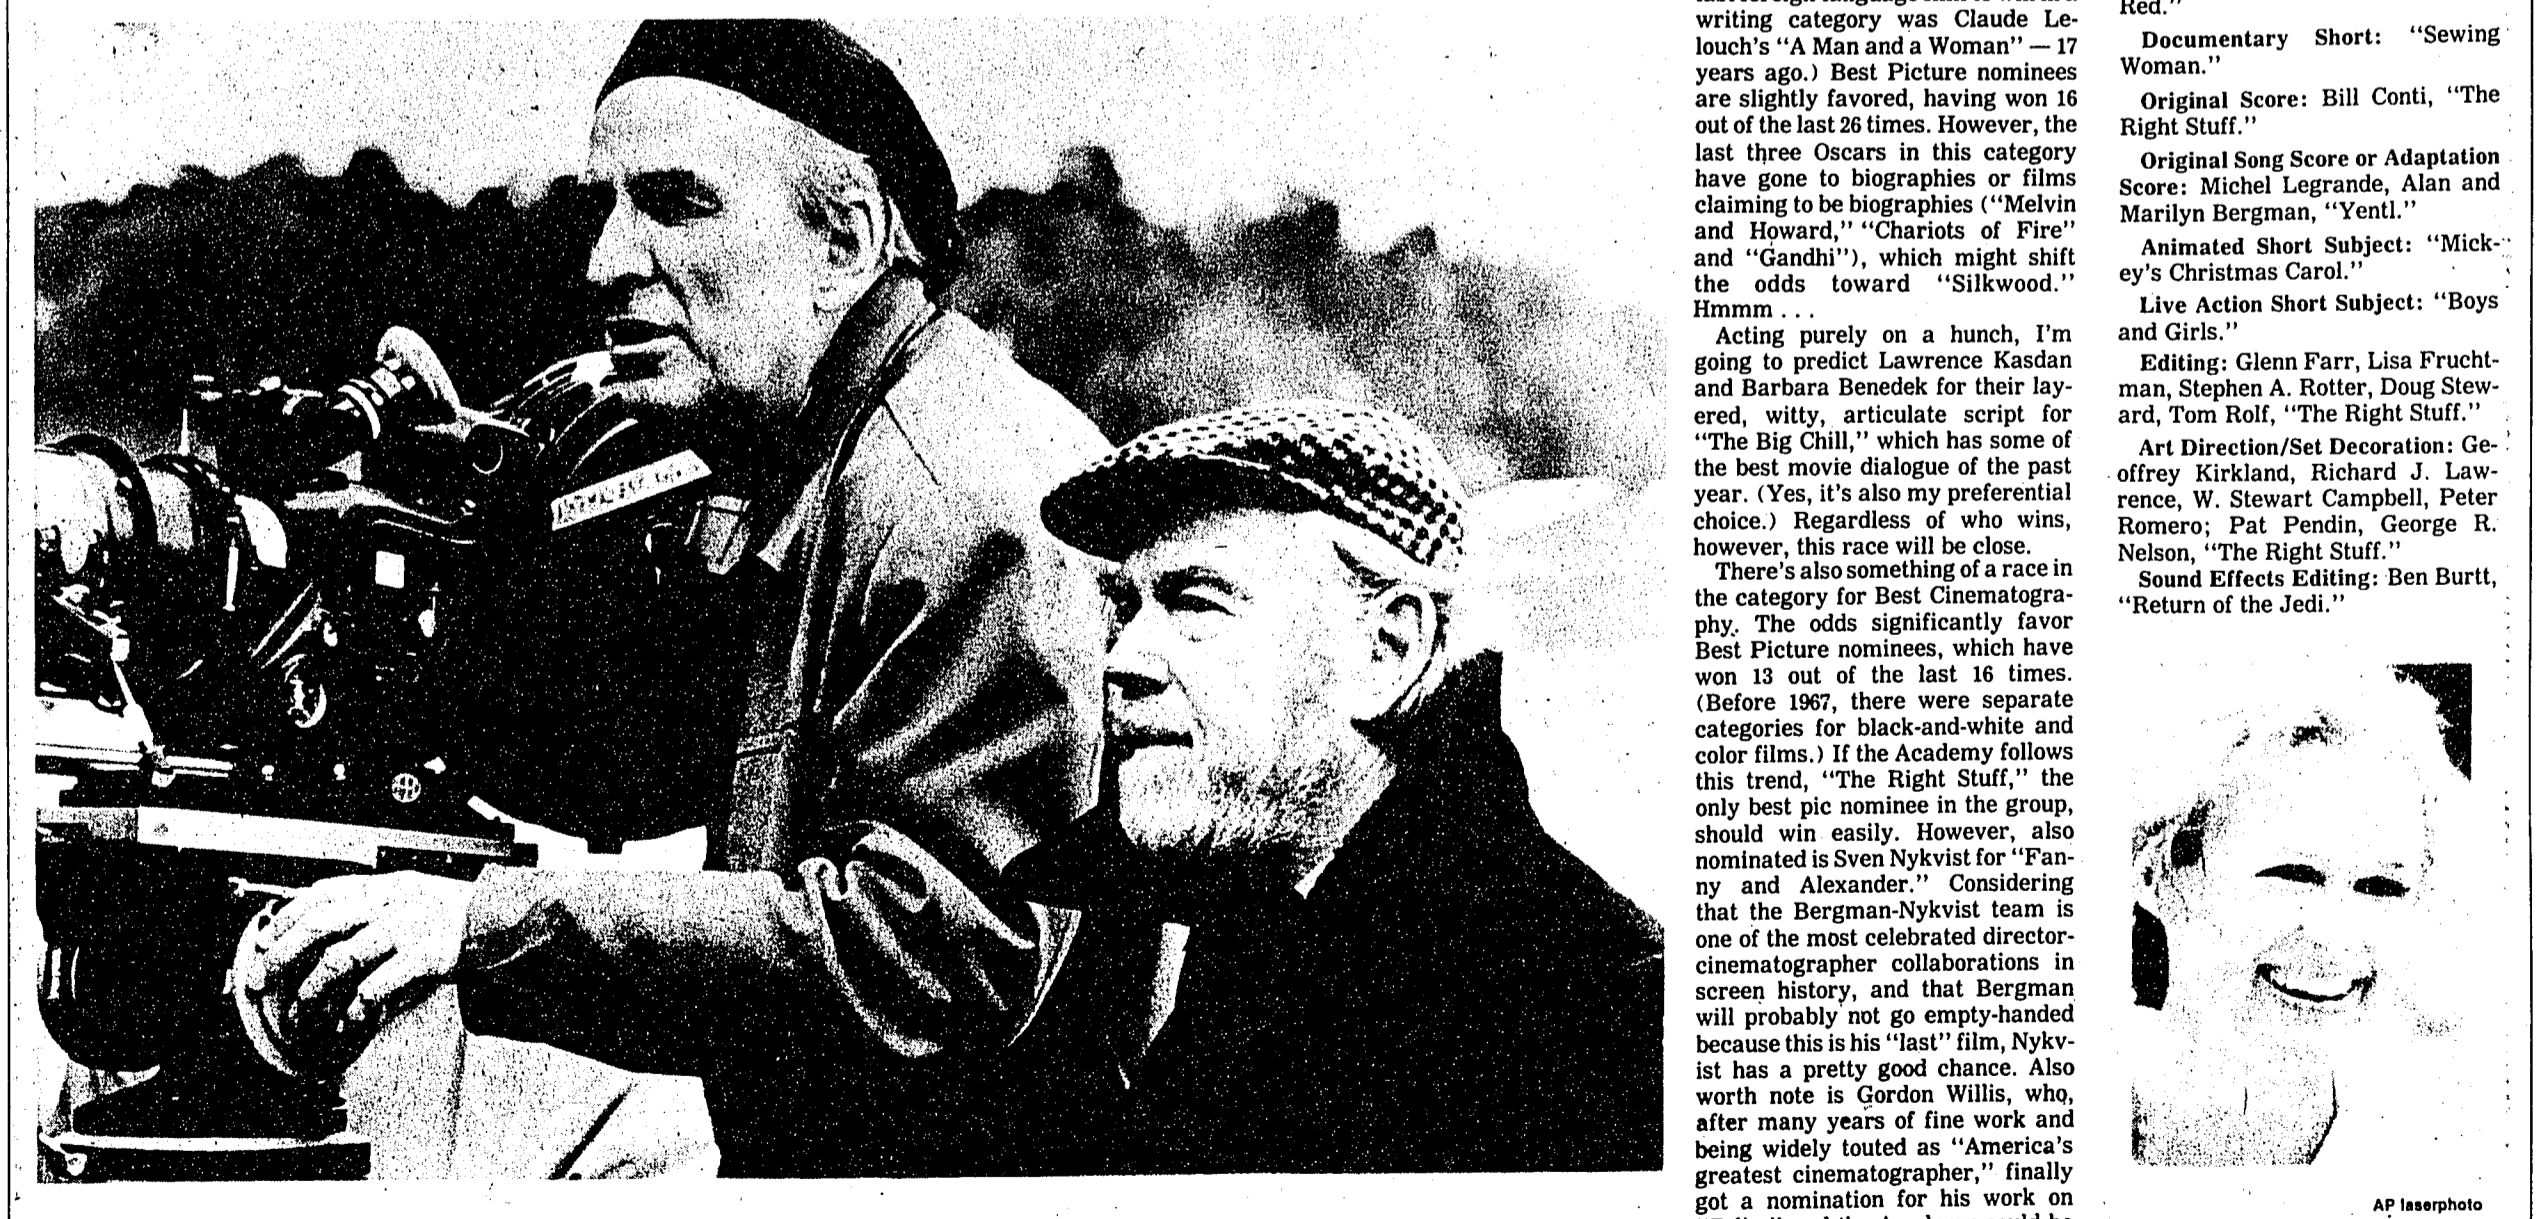 writing category was Claude Le-
louch's “A Man and a Woman” — 17
years ago.) Best Picture nominees
are slightly favored, having won 16
out of the last 26 times. However, the
last three Oscars in this category
have gone to biographies or films
claiming to be biographies (“Melvin
and Howard,” “Chariots of Fire”
and “Gandhi”), which might shift
the odds toward “Silkwood.”
Hmmm . . .
Acting purely on a hunch, I'm
going to predict Lawrence Kasdan
and Barbara Benedek for their lay-
ered, witty, articulate script for
“The Big Chill,” which has some of
the best movie dialogue of the past
year. (Yes, it's also my preferential
choice.) Regardless of who wins,
however, this race will be close.
There's also something of a race in
the category for Best Cinematogra-
phy. The odds significantly favor
Best Picture nominees, which have
won 13 out of the last 16 times.
(Before 1967, there were separate
categories for black-and-white and
color films.) If the Academy follows
this trend, “The Right Stuff,” the
only best pic nominee in the group,
should win easily. However, also
nominated is Sven Nykvist for “Fan-
ny and Alexander.” Considering
that the Bergman-Nykvist team is
one of the most celebrated director-
cinematographer collaborations in
screen history, and that Bergman
will probably not go empty-handed
because this is his “last” film, Nykv-
ist has a pretty good chance. Also
worth note is Gordon Willis, who,
after many years of fine work and
being widely touted as “America's
greatest cinematographer,” finally
got a nomination for his work on
Red.”
Documentary Short: “Sewing
Woman.”
Original Score: Bill Conti, “The
Right Stuff.”
Original Song Score or Adaptation
Score: Michel Legrande, Alan and
Marilyn Bergman, “Yentl.”
Animated Short Subject: “Mick-
ey's Christmas Carol.”
Live Action Short Subject: “Boys
and Girls.”
Editing: Glenn Farr, Lisa Frucht-
man, Stephen A. Rotter, Doug Stew-
ard, Tom Rolf, “The Right Stuff.”
Art Direction/Set Decoration: Ge-
offrey Kirkland, Richard J. Law-
rence, W. Stewart Campbell, Peter
Romero; Pat Pendin, George R.
Nelson, “The Right Stuff.”
Sound Effects Editing: Ben Burtt,
“Return of the Jedi.”
AP laserphoto